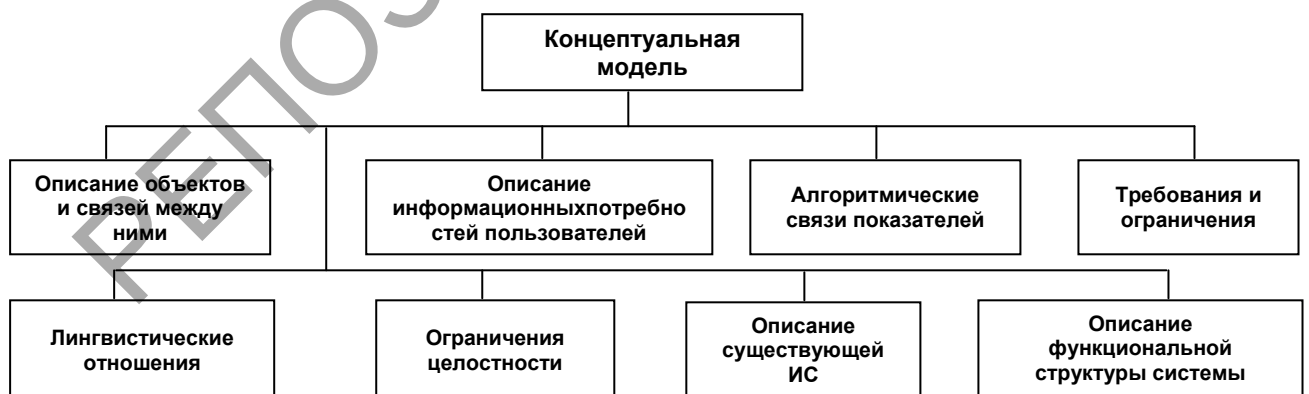 Концептуальная
модель
Описание объектов
и связей между
ними
Описание
информационныхпотребно
стей пользователей
Алгоритмические
связи показателей
Требования и
ограничения
Лингвистические
отношения
Ограничения
целостности
Описание
существующей
ИС
Описание
функциональной
структуры системы